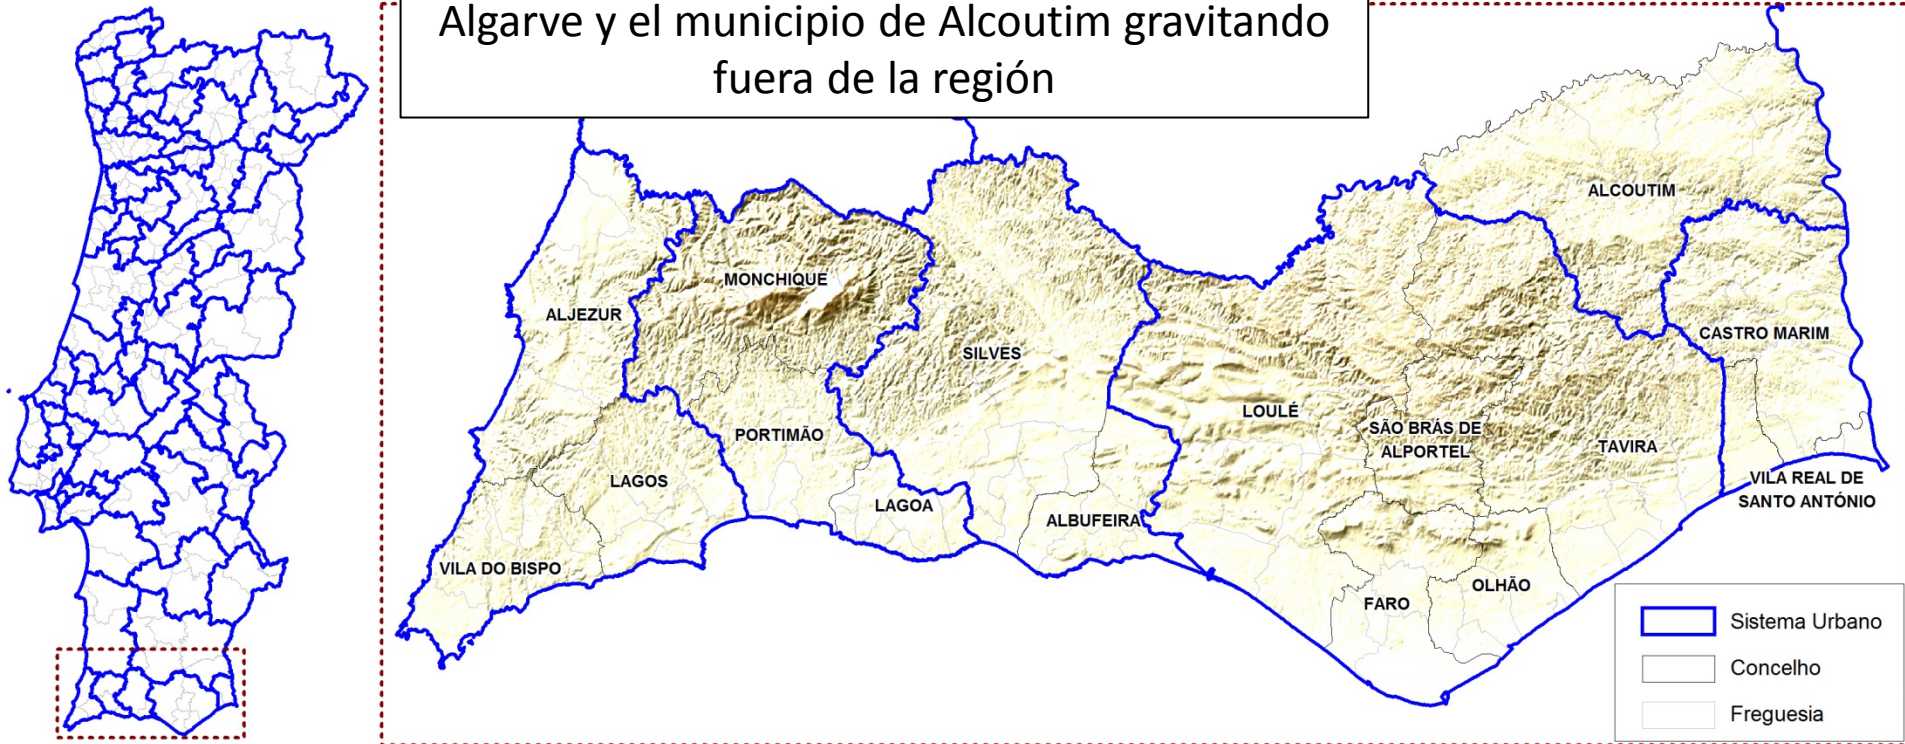 Algarve y el municipio de Alcoutim gravitando
fuera de la región
ALCOUTIM
MONCHIQUE
ALJEZUR
CASTRO MARIM
SILVES
LOULÉ
PORTIMÃO
SÃO BRÁS DE
ALPORTEL
TAVIRA
LAGOS
VILA REAL DE
SANTO ANTÓNIO
LAGOA
ALBUFEIRA
VILA DO BISPO
OLHÃO
FARO
Sistema Urbano
Concelho
Freguesia